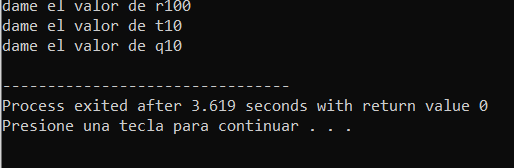 dame el valor de r100
dame el valor de t10
dame el valor de q10
--------------------------------
Process exited after 3.619 seconds with return value 0
Presione una tecla para continuar . . .